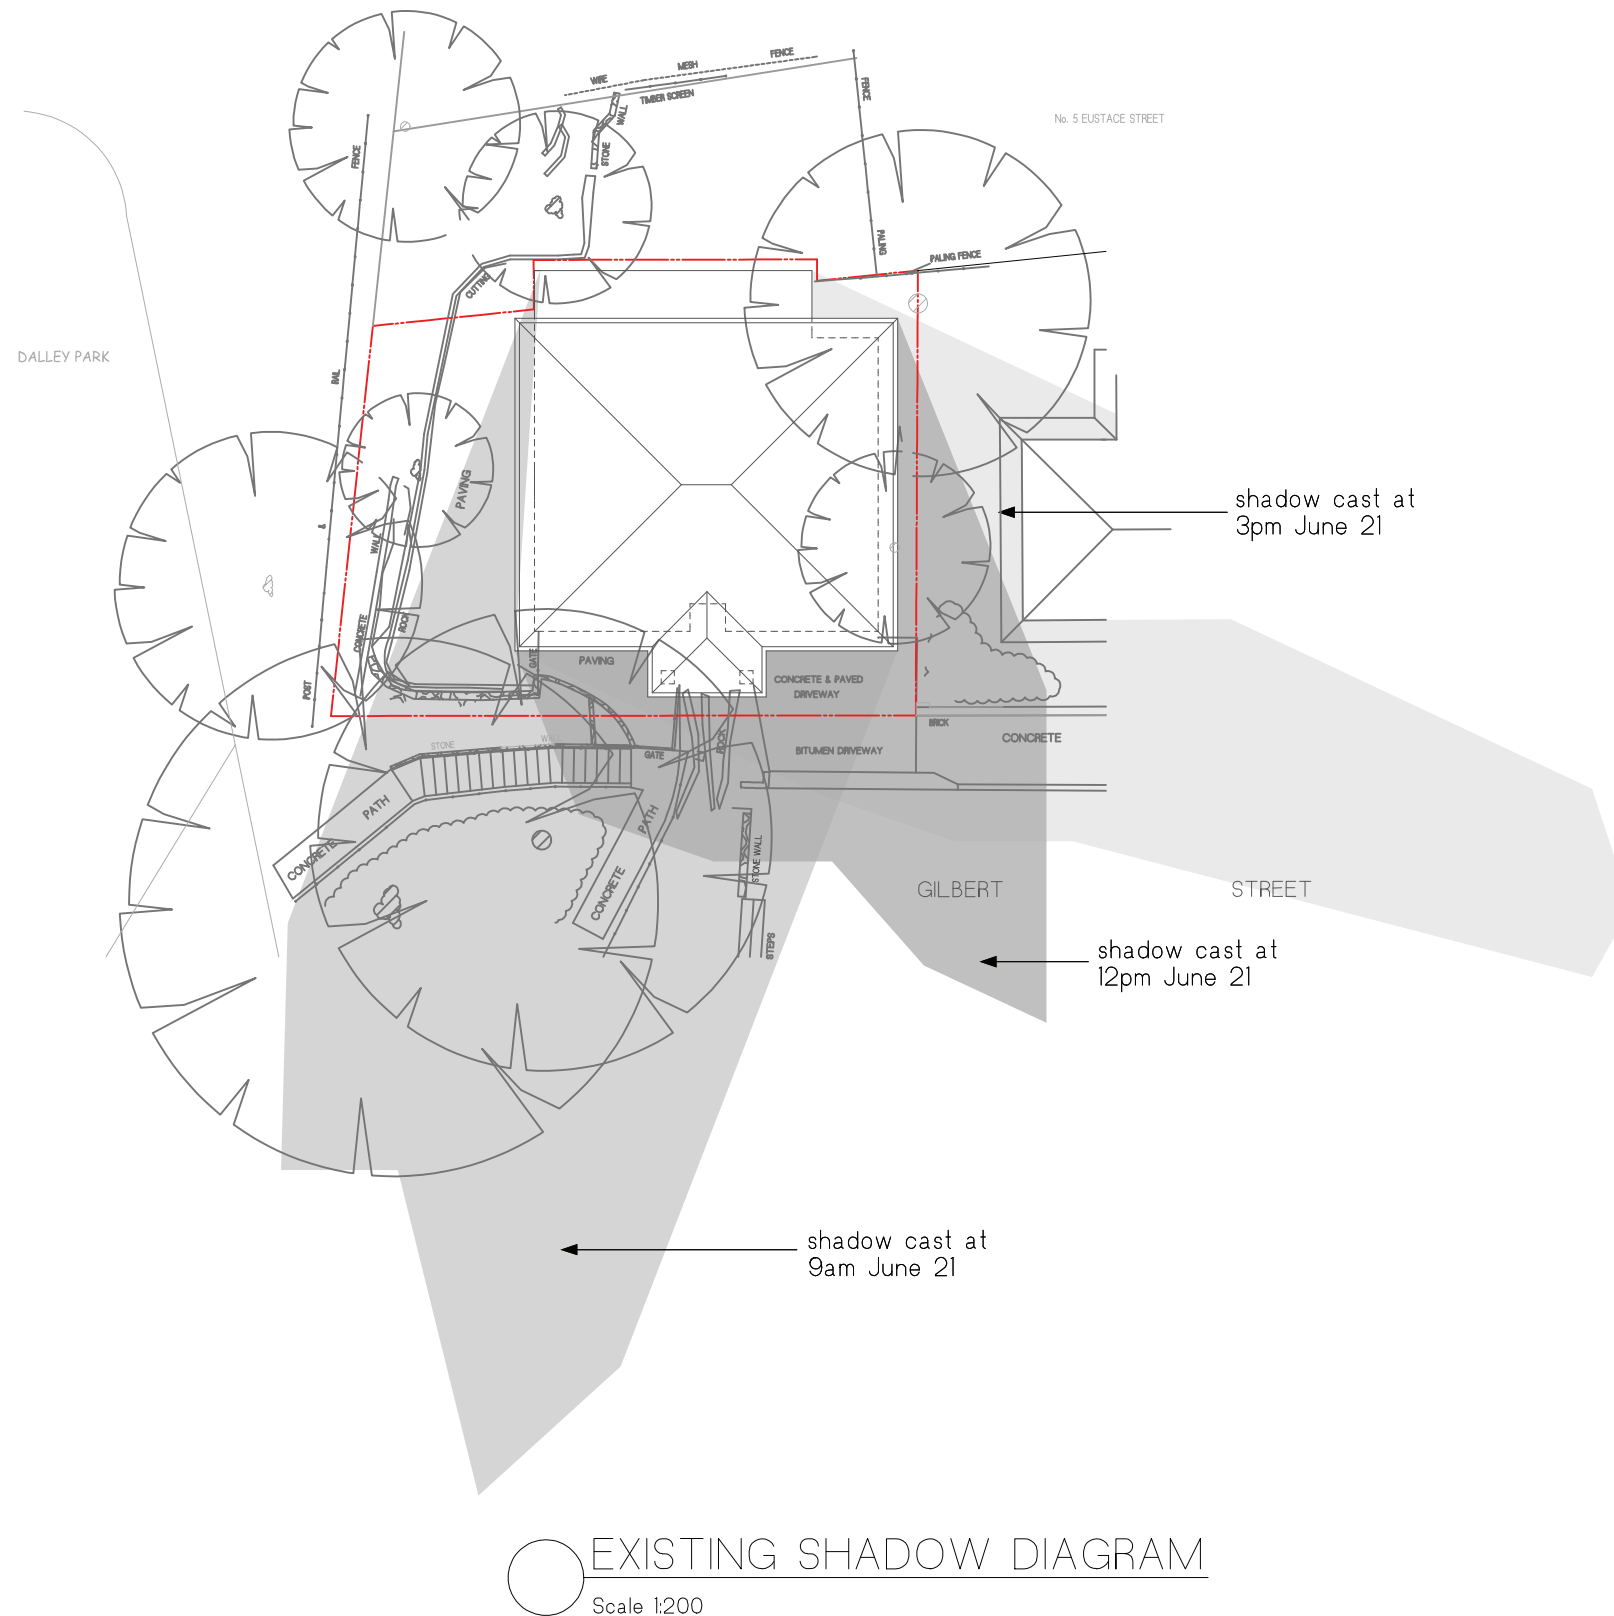 WIRE
MESH
FENCE
TIMBER SCREEN
WALL
STONE
FENCE
FENCE
No. 5 EUSTACE STREET
PALING
PALING FENCE
CUTTING
DALLEY PARK
RAIL
&
POST
PAVING
WALL
CONCRETE
ROCK
shadow cast at
3pm June 21
GATE
PAVING
CONCRETE & PAVED
DRIVEWAY
BRICK
CONCRETE
STONE
WALL
GATE
ROCK
BITUMEN DRIVEWAY
PATH
CONCRETE
PATH
CONCRETE
STONE WALL
STEPS
GILBERT STREET
shadow cast at
12pm June 21
shadow cast at
9am June 21
EXISTING SHADOW DIAGRAM
Scale 1:200